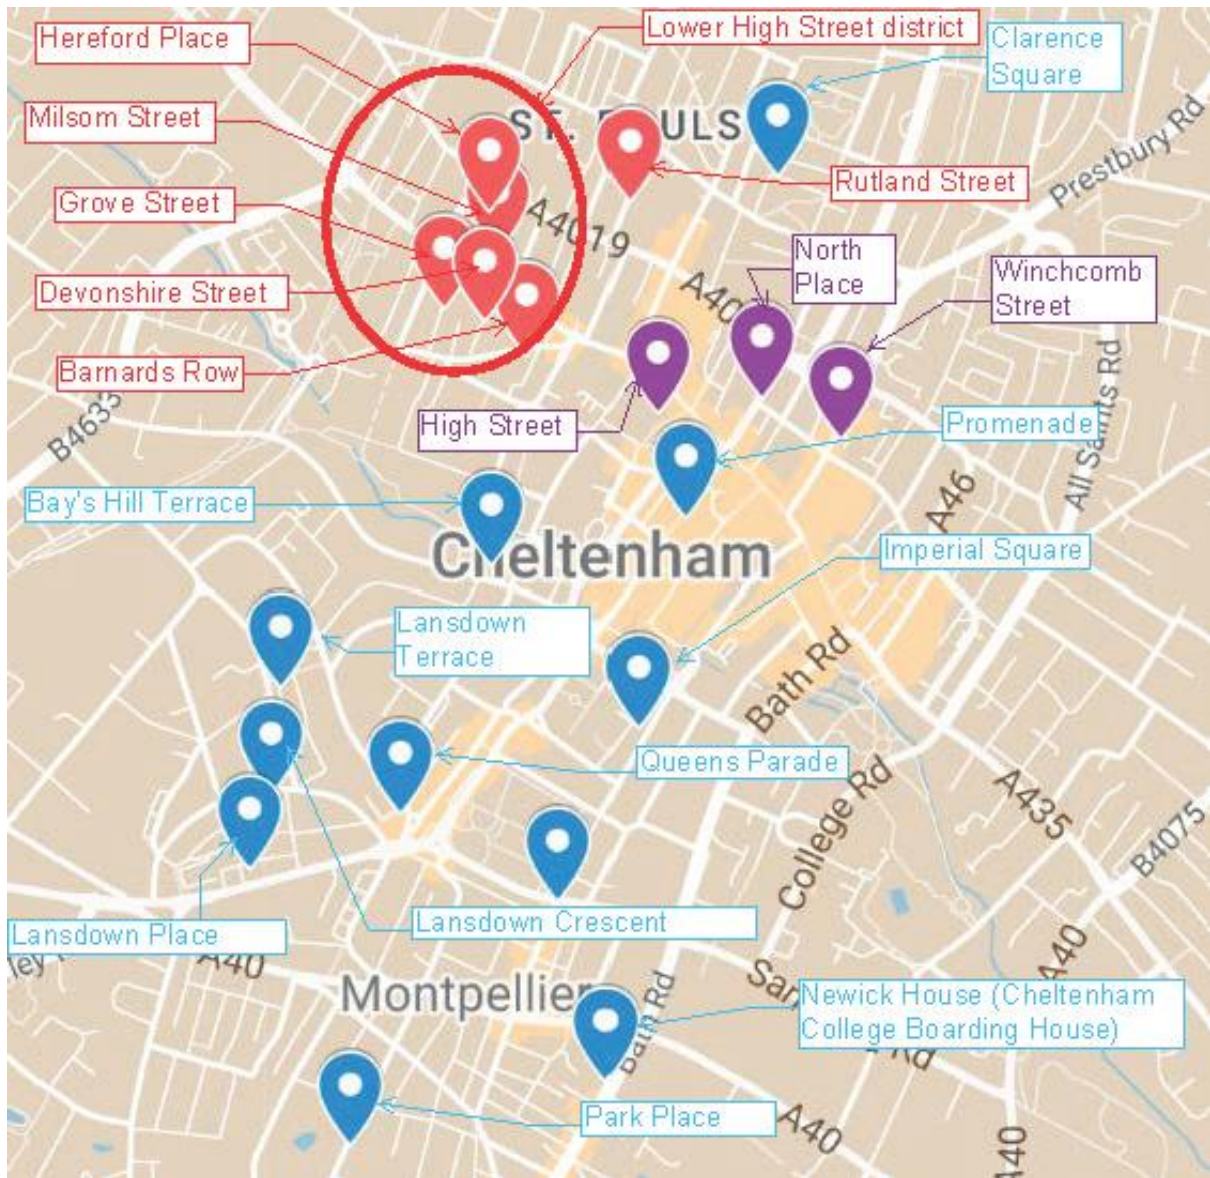 Hereford Place
Lower High Street district
Clarence
Square
Milsom Street
ST. P ULS
Prestbury Rd
Rutland Street
Grove Street
A4019
North
Place
Winchcomb
Street
Devonshire Street
A40
Barnards Row
B4633
High Street
Promenade
All Saints Rd
Bay's Hill Terrace
A46
Cheltenham
Imperial Square
Lansdown
Terrace
Bath Rd
Queens Parade
College Rd
A435
B4075
Lansdown Place
Lansdown Crescent
A40
A40
Montpellier
San
Newick House (Cheltenham
College Boarding House)
Rd
Bath Rd
Park Place
A40
A40